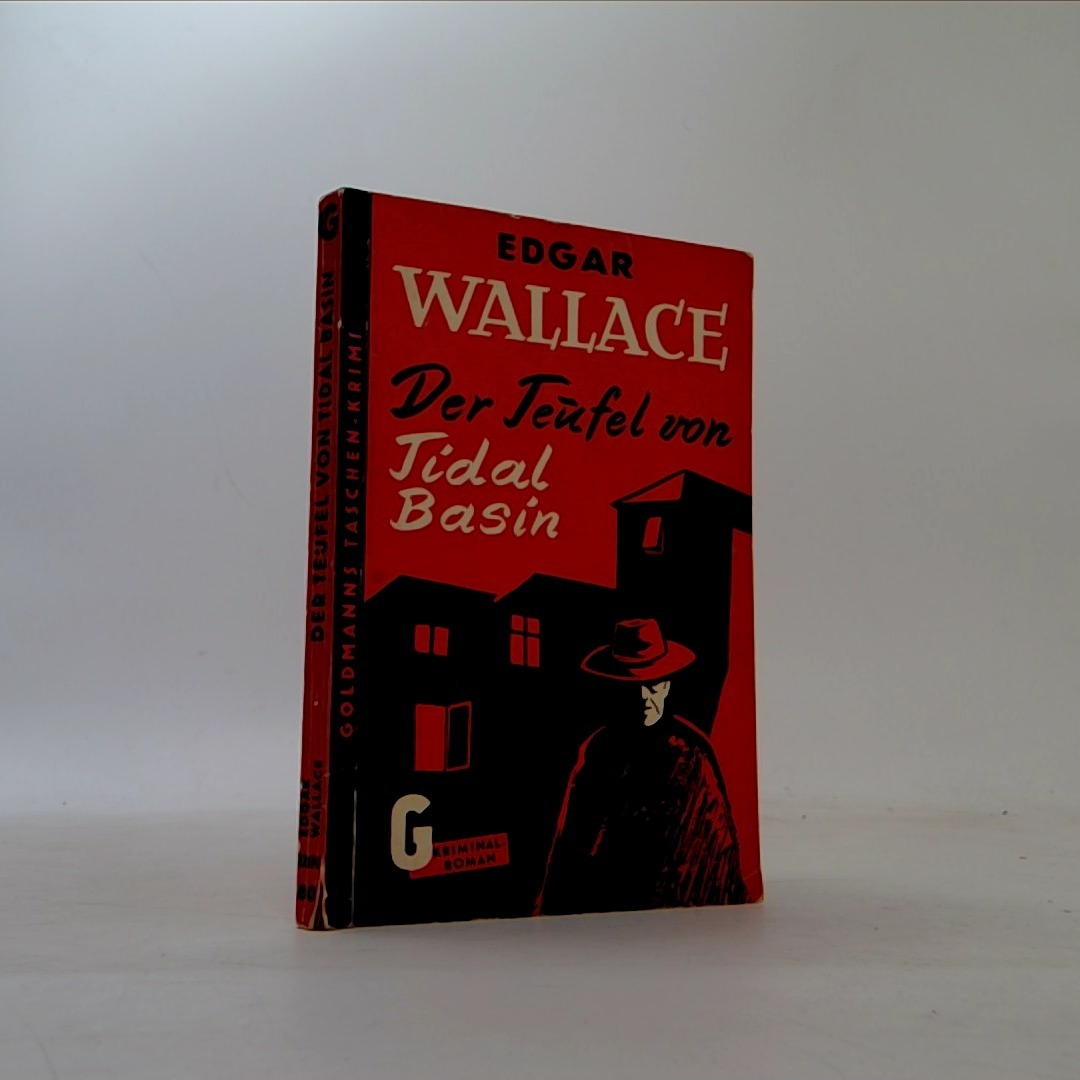 EDGAR
WALLACE
Der Teufel von
Tidal
Basin
G
KRIMINAL-
ROMAN
GOLDMANNS TASCHEN-KRIMI
G
DER TEUFEL VON TIDAL BASIN
EDGAR
WALLACE